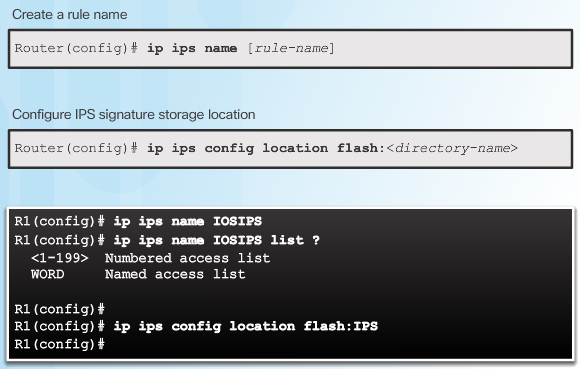 Create a rule name
Router(config)# ip ips name [rule-name]
Configure IPS signature storage location
Router(config)# ip ips config location flash:<directory-name>
R1(config)# ip ips name IOSIPS
R1(config)# ip ips name IOSIPS list ?
<1-199> Numbered access list
WORD Named access list
R1(config)#
R1(config)# ip ips config location flash:IPS
R1(config)#